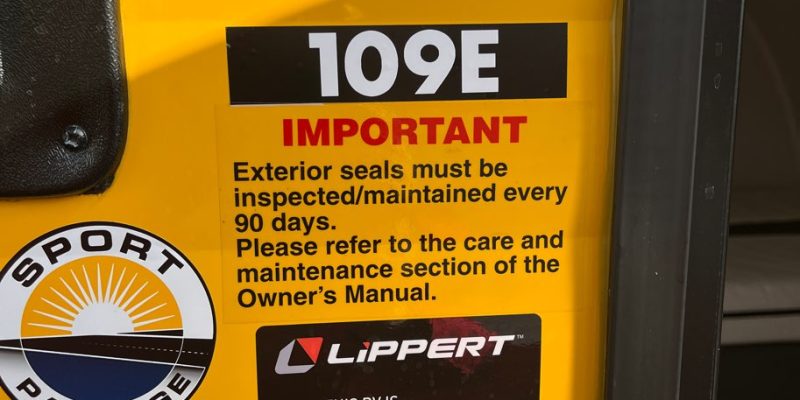 109E
IMPORTANT
Exterior seals must be
inspected/maintained every
90 days.
Please refer to the care and
maintenance section of the
Owner's Manual.
SPORT
LiPPERT™